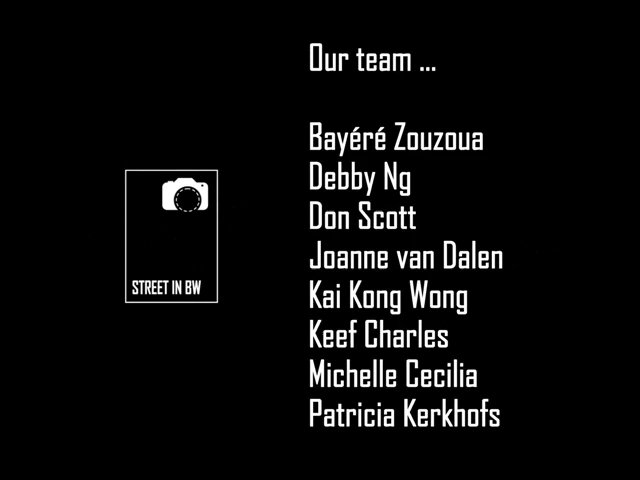 Our team ...
Bayéré Zouzoua
Debby Ng
Don Scott
Joanne van Dalen
Kai Kong Wong
Keef Charles
Michelle Cecilia
Patricia Kerkhofs
STREET IN BW